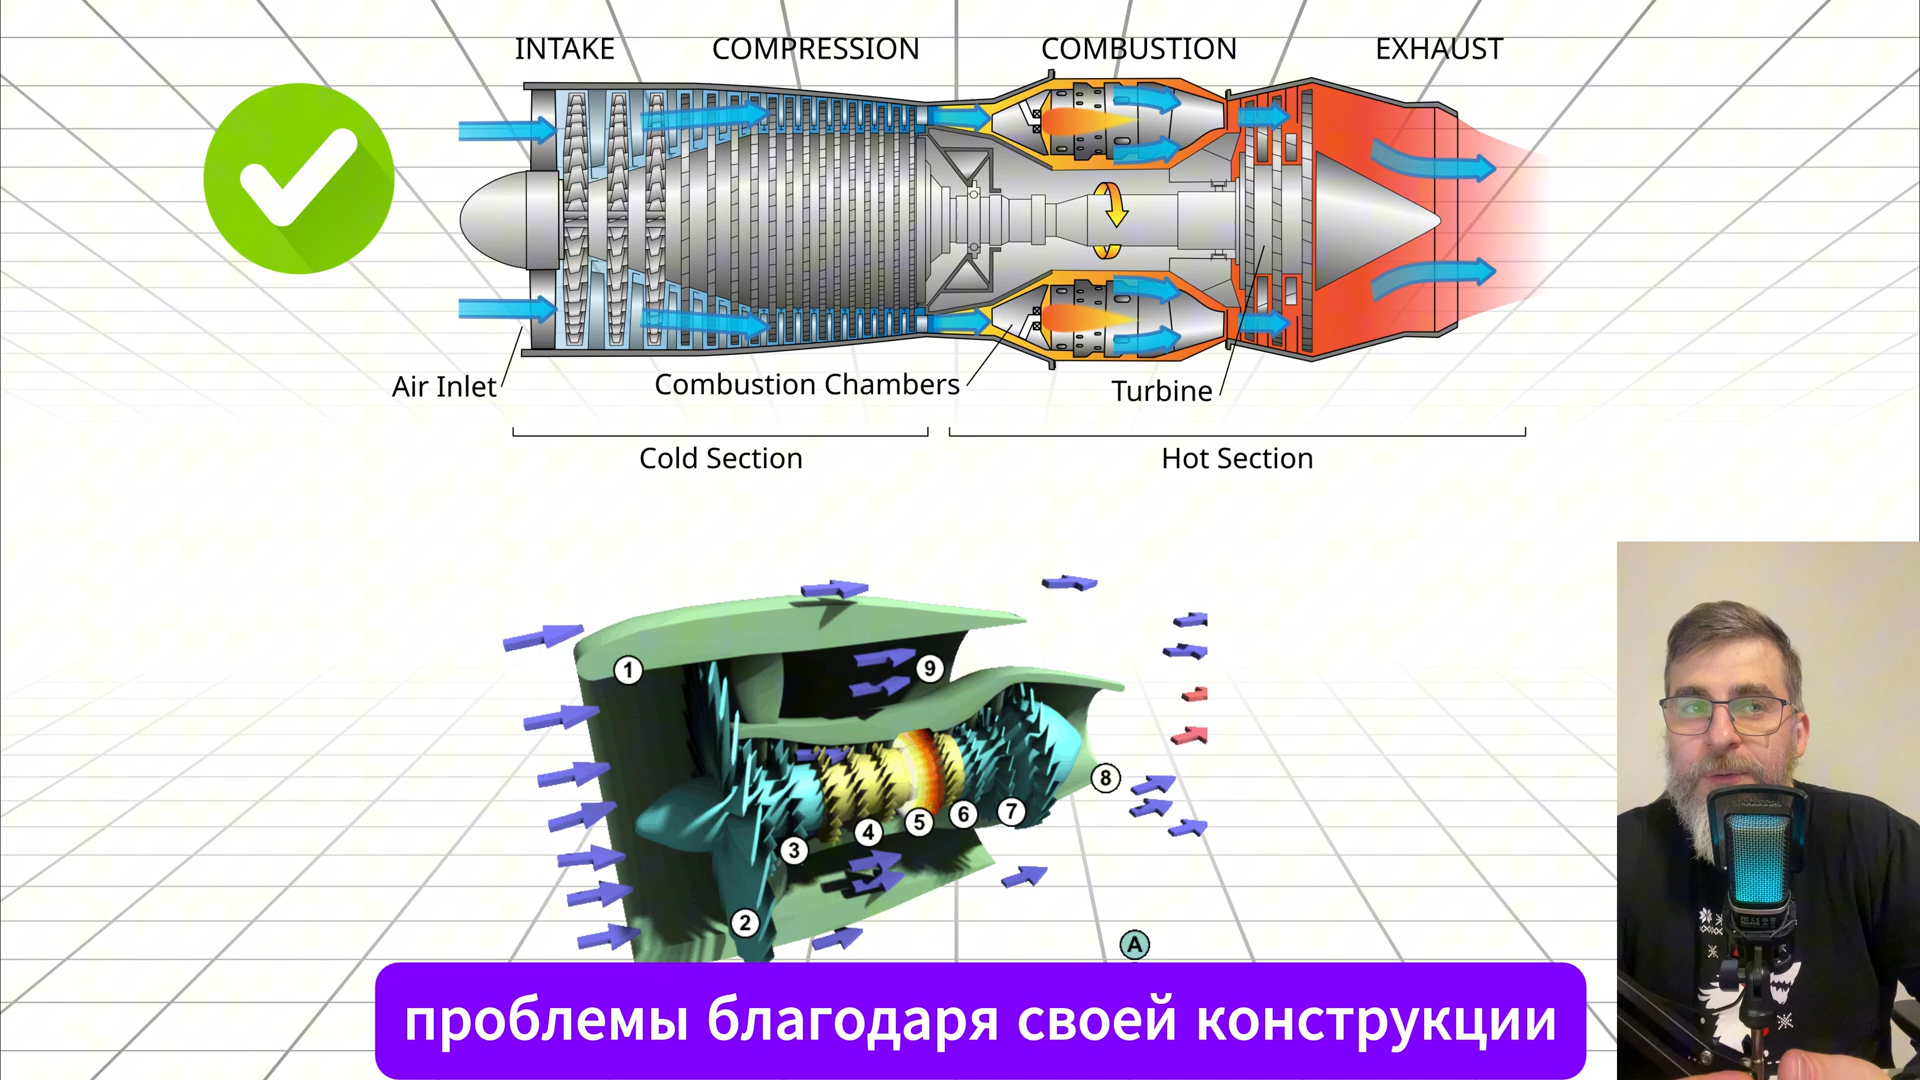 INTAKE COMPRESSION COMBUSTION EXHAUST
Air Inlet Combustion Chambers Turbine
Cold Section Hot Section
1
9
8
7
6
5
4
3
2
A
проблемы благодаря своей конструкции